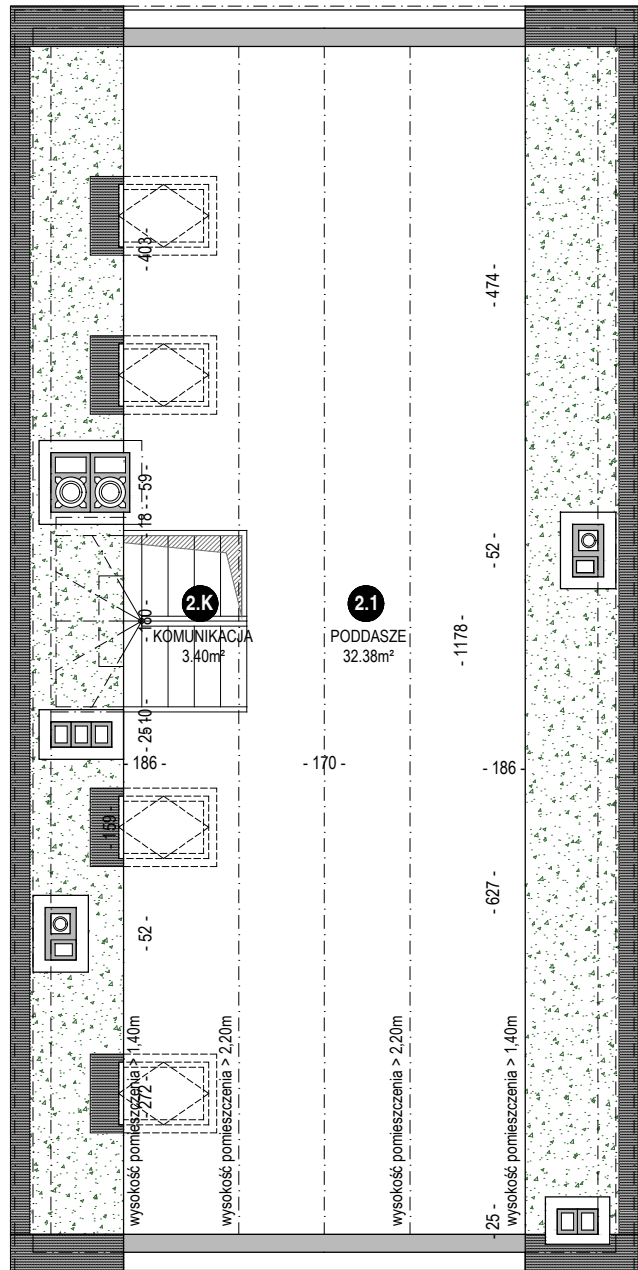 - 403 -
- 474 -
- 59 -
- 18 -
- 52 -
2.K
2.1
- 180 -
KOMUNIKACJA
3.40m²
PODDASZE
32.38m²
- 1178 -
- 2510 -
- 186 -
- 170 -
- 186 -
- 159 -
- 627 -
- 52 -
- 272 -
wysokość pomieszczenia > 1,40m
wysokość pomieszczenia > 2,20m
wysokość pomieszczenia > 2,20m
wysokość pomieszczenia > 1,40m
- 25 -